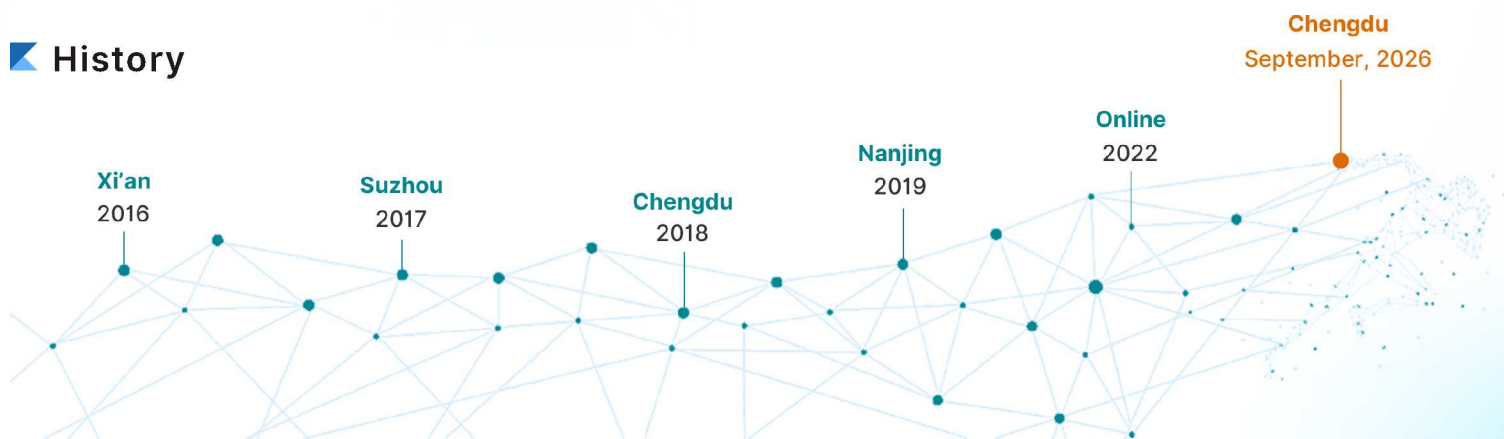 History
Xi’an
2016
Suzhou
2017
Chengdu
2018
Nanjing
2019
Online
2022
Chengdu
September, 2026